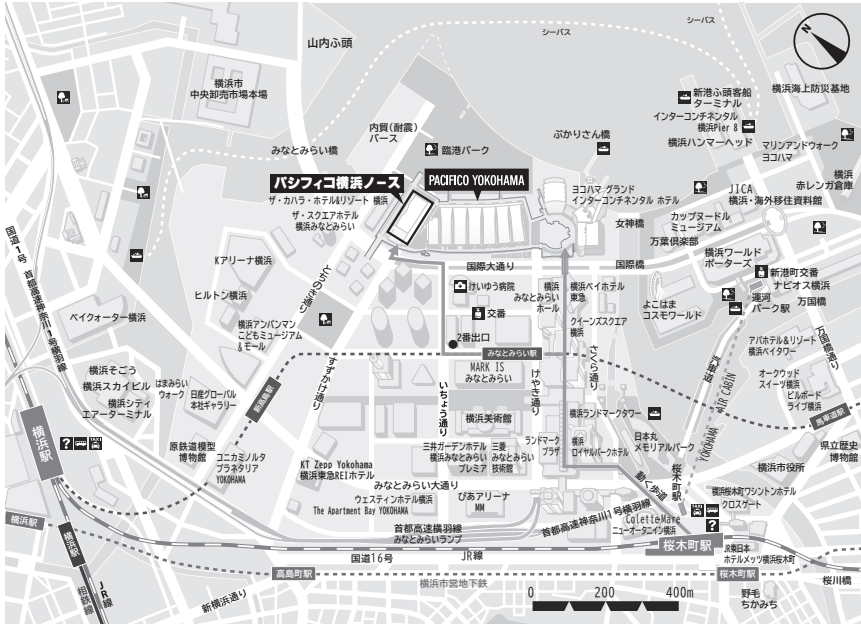 山内ふ頭
シーバス
シーバス
N
横浜市
中央卸売市場本場
新港ふ頭客船
ターミナル
横浜海上防災基地
インターコンチネンタル
横浜Pier 8
内貿(耐震)
バース
ぷかりさん橋
横浜ハンマーヘッド
マリンアンドウォーク
ヨコハマ
みなとみらい橋
臨港パーク
パシフィコ横浜ノース
PACIFICO YOKOHAMA
ザ・カハラ・ホテル&リゾート 横浜
ザ・スクエアホテル
横浜みなとみらい
ヨコハマ グランド
インターコンチネンタル ホテル
JICA
横浜・海外移住資料館
横浜
赤レンガ倉庫
女神橋
カップヌードル
ミュージアム
万葉倶楽部
国道1号
首都高速神奈川1号横羽線
Kアリーナ横浜
とちのき通り
国際大通り
国際橋
横浜ワールド
ポーターズ
新港町交番
ナビオス横浜
ヒルトン横浜
けいゆう病院
横浜
みなとみらい
ホール
横浜ベイホテル
東急
よこはま
コスモワールド
運河
パーク駅
万国橋
ベイクォーター横浜
横浜アンパンマン
こどもミュージアム
&モール
交番
クイーンズスクエア
横浜
2番出口
みなとみらい駅
さくら通り
汽車道
アパホテル&リゾート
横浜ベイタワー
万国橋通り
横浜そごう
横浜スカイビル
はまみらい
ウォーク
横浜シティ
エアーターミナル
日産グローバル
本社ギャラリー
新高島駅
すずかけ通り
MARK IS
みなとみらい
けやき通り
YOKOHAMA AIR CABIN
オークウッド
スイーツ横浜
ビルボード
ライブ横浜
いちょう通り
横浜美術館
横浜ランドマークタワー
馬車道駅
横浜駅
?
TAXI
原鉄道模型
博物館
コニカミノルタ
プラネタリア
YOKOHAMA
三井ガーデンホテル
横浜みなとみらい
プレミア
三菱
みなとみらい
技術館
ランドマーク
プラザ
横浜
ロイヤルパークホテル
日本丸
メモリアルパーク
県立歴史
博物館
KT Zepp Yokohama
横浜東急REIホテル
みなとみらい大通り
動く歩道
桜木町駅
横浜市役所
ウェスティンホテル横浜
The Apartment Bay YOKOHAMA
ぴあアリーナ
MM
横浜桜木町ワシントンホテル
クロスゲート
TAXI
?
横浜駅
横浜駅
首都高速横羽線
みなとみらいランプ
首都高速神奈川1号横羽線
ColetteMare
ニューオータニイン横浜
桜木町駅
国道16号
JR線
JR東日本
ホテルメッツ横浜桜木町
高島町駅
横浜市営地下鉄
桜木町駅
桜川橋
相鉄線
JR線
新横浜通り
野毛
ちかみち
0
200
400m